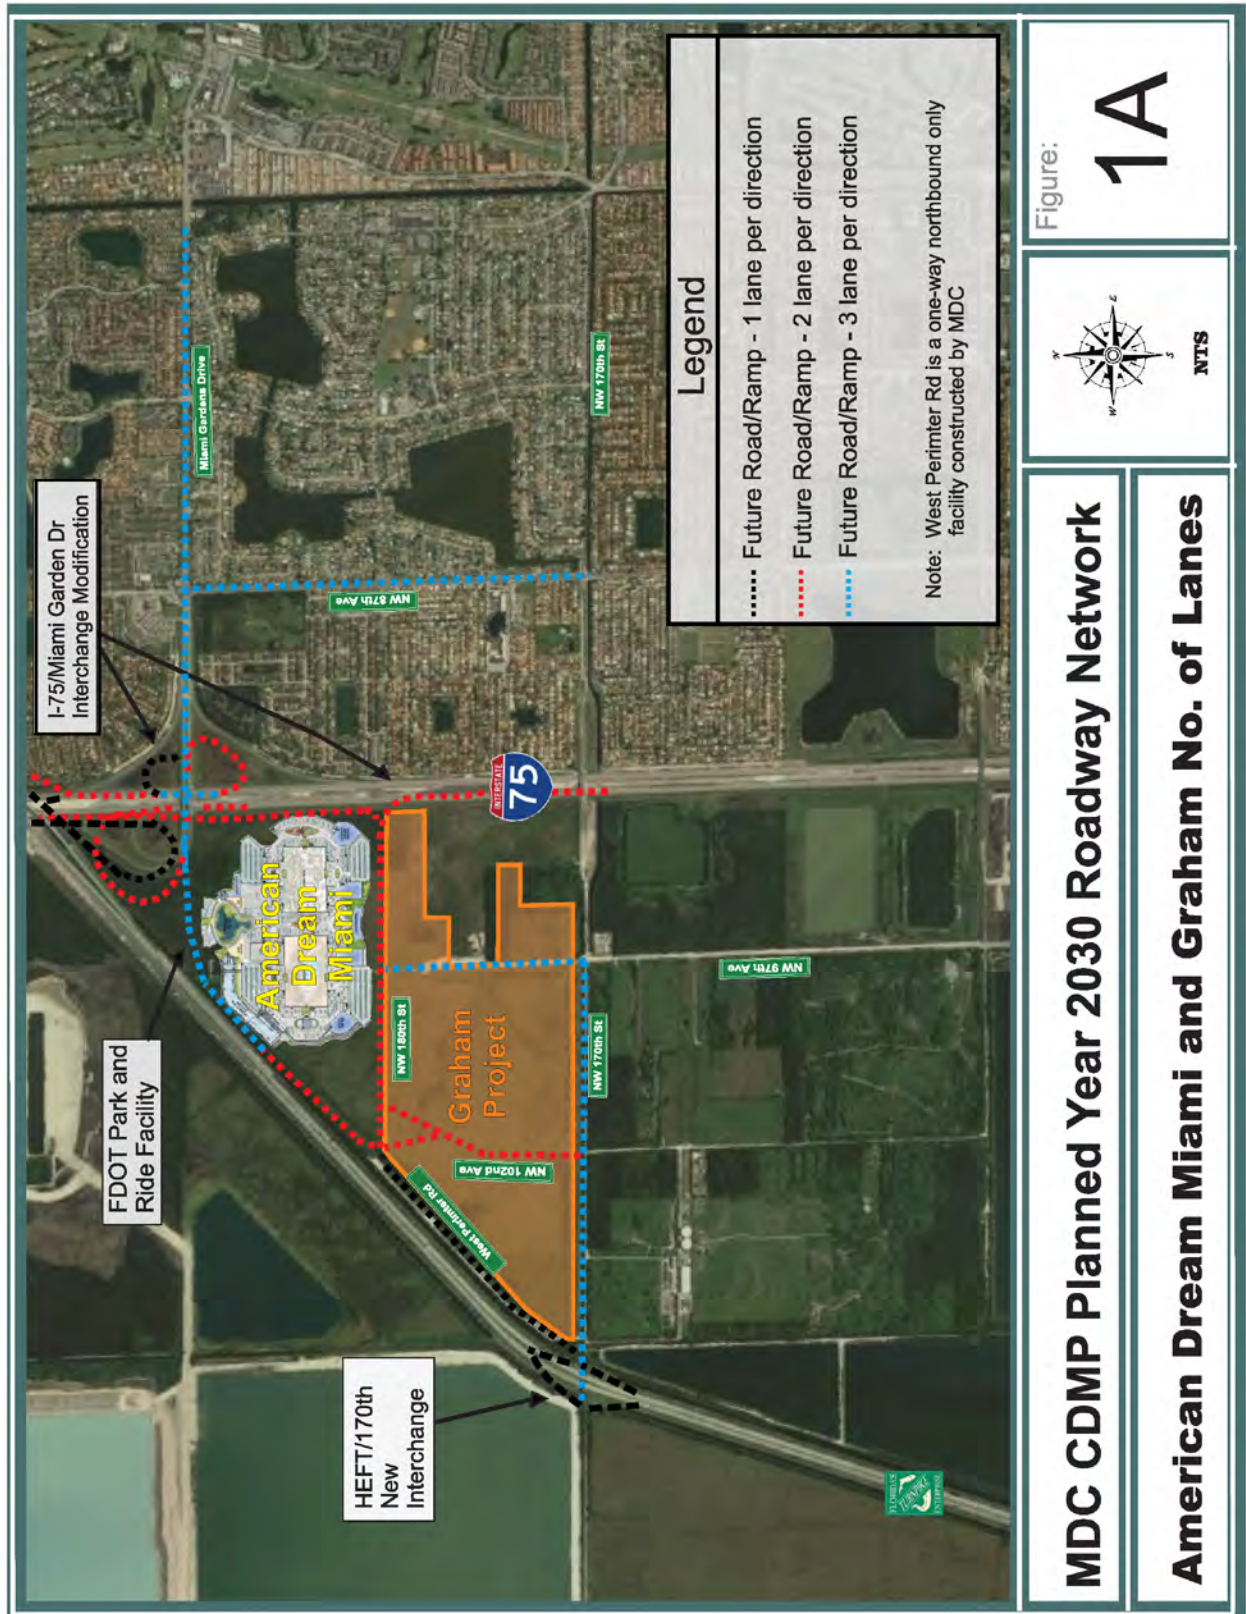 I-75/Miami Garden Dr
Interchange Modification
FDOT Park and
Ride Facility
HEFT/170th
New
Interchange
Miami Gardens Drive
NW 87th Ave
NW 170th St
INTERSTATE
75
American
Dream
Miami
NW 180th St
Graham
Project
NW 102nd Ave
West Perimter Rd
NW 170th St
NW 97th Ave
FLORIDA'S
TURNPIKE
ENTERPRISE
Legend
Future Road/Ramp - 1 lane per direction
Future Road/Ramp - 2 lane per direction
Future Road/Ramp - 3 lane per direction
Note: West Perimter Rd is a one-way northbound only
facility constructed by MDC
MDC CDMP Planned Year 2030 Roadway Network
American Dream Miami and Graham No. of Lanes
N
W
E
S
NTS
Figure:
1A